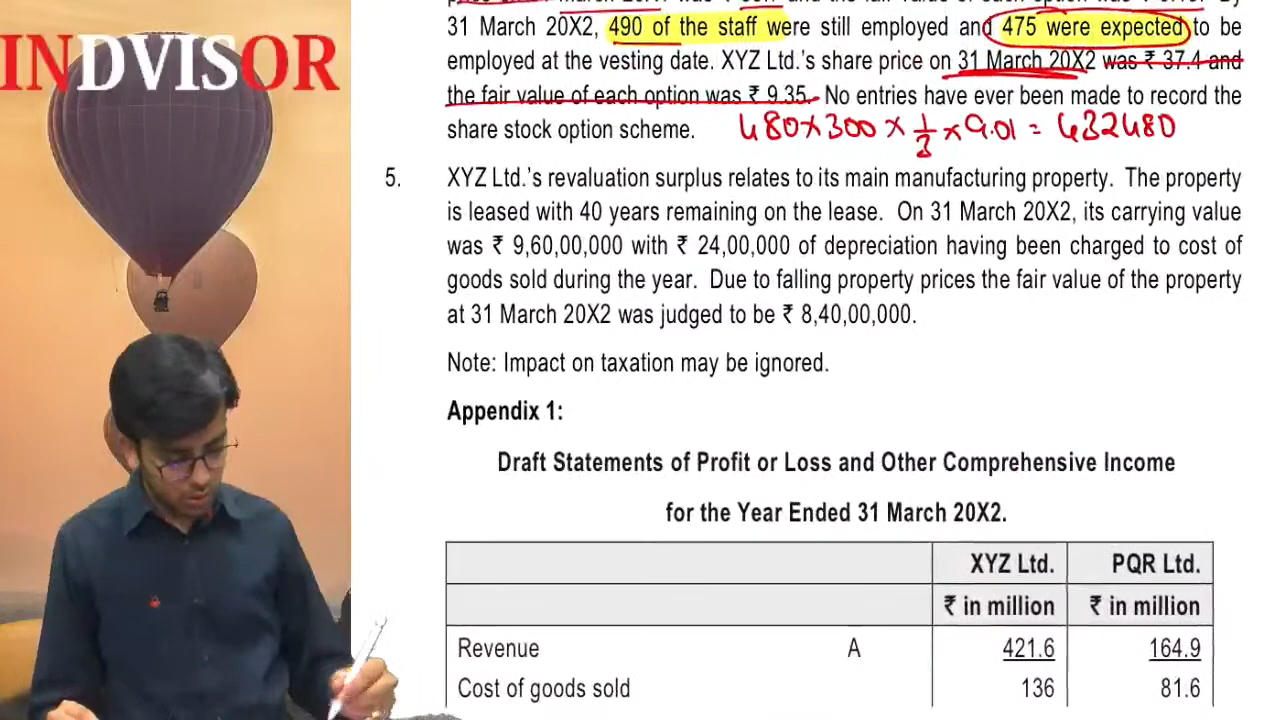 31 March 20X2, 490 of the staff were still employed and 475 were expected to be
INDVISOR
employed at the vesting date. XYZ Ltd.'s share price on 31 March 20X2 was ₹ 37.4 and
the fair value of each option was ₹ 9.35. No entries have ever been made to record the
share stock option scheme. 480 × 300 × 1/3 × 9.01 = 432480
5. XYZ Ltd.'s revaluation surplus relates to its main manufacturing property. The property
is leased with 40 years remaining on the lease. On 31 March 20X2, its carrying value
was ₹ 9,60,00,000 with ₹ 24,00,000 of depreciation having been charged to cost of
goods sold during the year. Due to falling property prices the fair value of the property
at 31 March 20X2 was judged to be ₹ 8,40,00,000.
Note: Impact on taxation may be ignored.
Appendix 1:
Draft Statements of Profit or Loss and Other Comprehensive Income
for the Year Ended 31 March 20X2.
XYZ Ltd. PQR Ltd.
₹ in million ₹ in million
Revenue A 421.6 164.9
Cost of goods sold 136 81.6